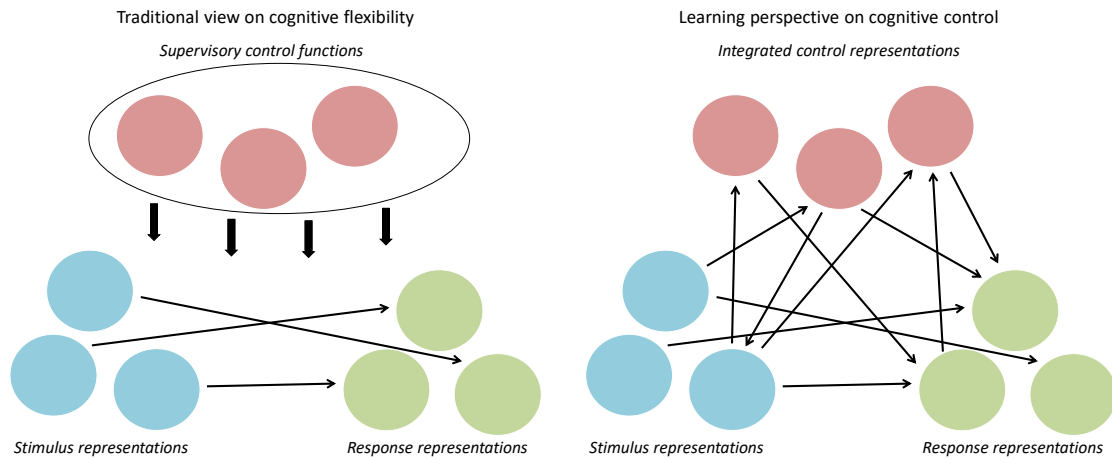 Traditional view on cognitive flexibility
Supervisory control functions
Stimulus representations
Response representations
Learning perspective on cognitive control
Integrated control representations
Stimulus representations
Response representations